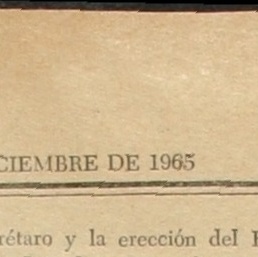 CIEMBRE DE 1965
rétaro y la erección del